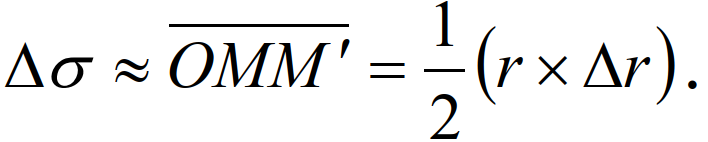 Δσ ≈ \overline{OMM'} = \frac{1}{2}(r × Δr).